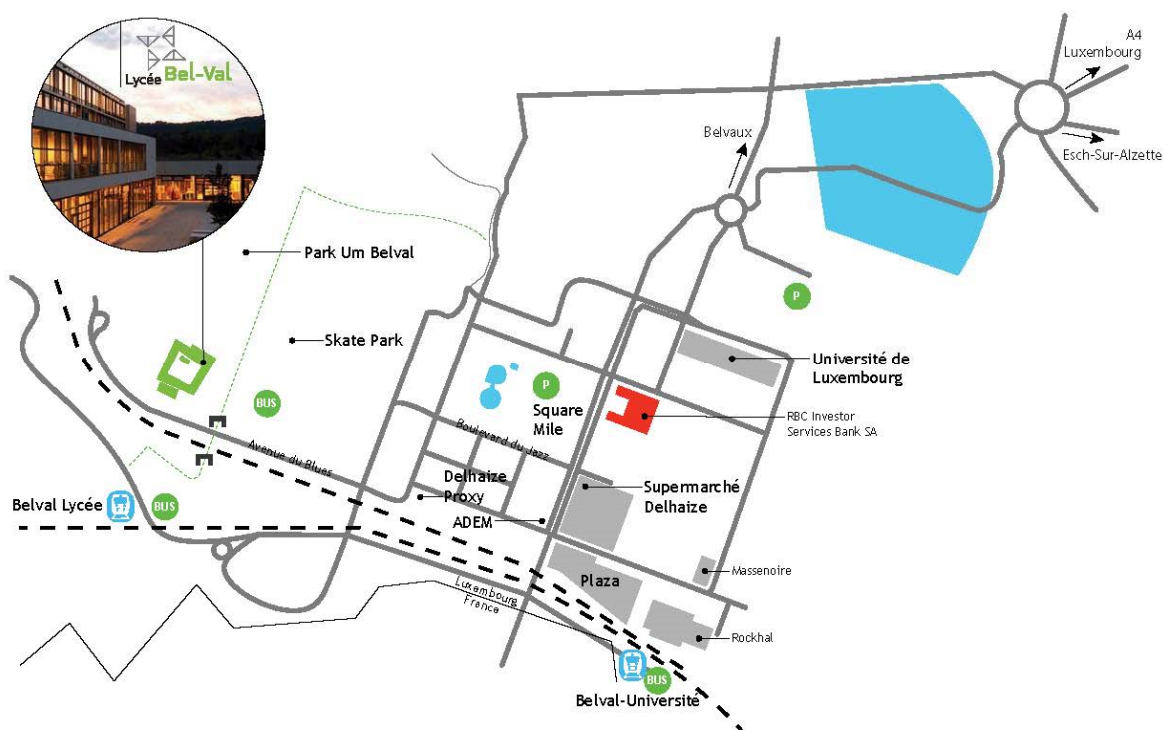 Lycée Bel-Val
A4
Luxembourg
Belvaux
Esch-Sur-Alzette
Park Um Belval
P
Skate Park
Université de
Luxembourg
P
Square
Mile
BUS
RBC Investor
Services Bank SA
Boulevard du Jazz
Avenue du Blues
Delhaize
Proxy
Supermarché
Delhaize
Belval Lycée
BUS
ADEM
Massenoire
Plaza
Luxembourg
France
Rockhal
BUS
Belval-Université